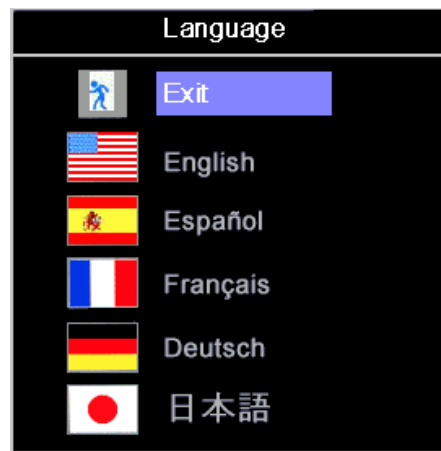 Language
Exit
English
Español
Français
Deutsch
日本語